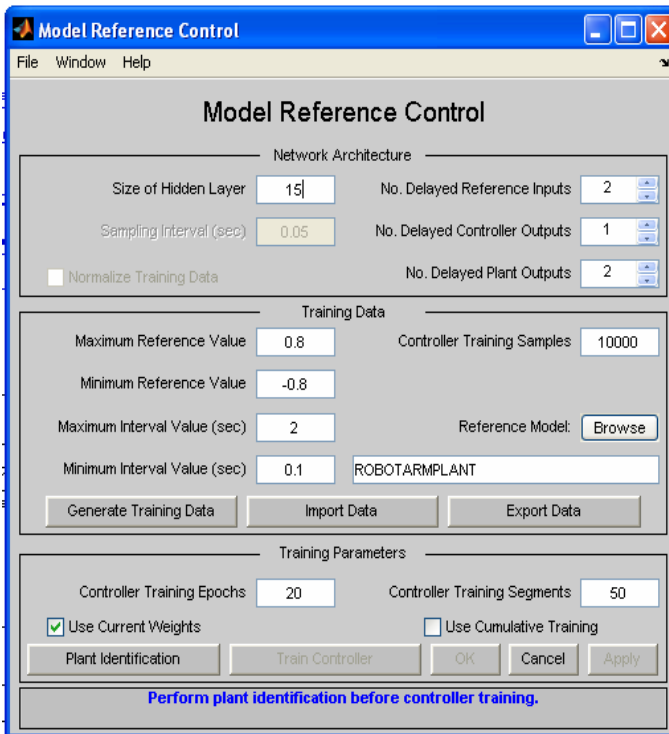 Model Reference Control
File Window Help
Model Reference Control
Network Architecture
Size of Hidden Layer 15 No. Delayed Reference Inputs 2
Sampling Interval (sec) 0.05 No. Delayed Controller Outputs 1
Normalize Training Data No. Delayed Plant Outputs 2
Training Data
Maximum Reference Value 0.8 Controller Training Samples 10000
Minimum Reference Value -0.8
Maximum Interval Value (sec) 2 Reference Model: Browse
Minimum Interval Value (sec) 0.1 ROBOTARMPLANT
Generate Training Data Import Data Export Data
Training Parameters
Controller Training Epochs 20 Controller Training Segments 50
Use Current Weights Use Cumulative Training
Plant Identification Train Controller OK Cancel Apply
Perform plant identification before controller training.